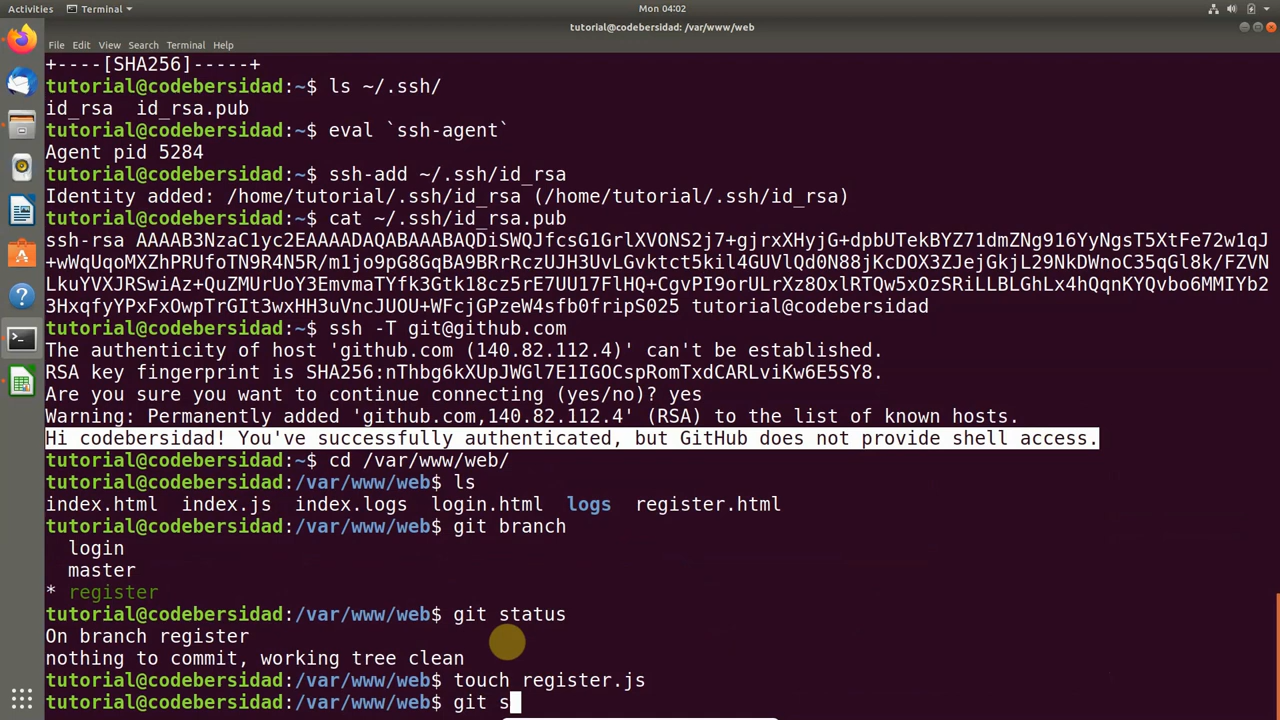 Activities Terminal Mon 04:02
tutorial@codebersidad: /var/www/web
File Edit View Search Terminal Help
+----[SHA256]-----+
tutorial@codebersidad:~$ ls ~/.ssh/
id_rsa id_rsa.pub
tutorial@codebersidad:~$ eval `ssh-agent`
Agent pid 5284
tutorial@codebersidad:~$ ssh-add ~/.ssh/id_rsa
Identity added: /home/tutorial/.ssh/id_rsa (/home/tutorial/.ssh/id_rsa)
tutorial@codebersidad:~$ cat ~/.ssh/id_rsa.pub
ssh-rsa AAAAB3NzaC1yc2EAAAADAQABAAABAQDiSWQJfcsG1GrlXVONS2j7+gjrxXHyjG+dpbUTekBYZ71dmZNg916YyNgsT5XtFe72w1qJ
+wWqUqoMXZhPRUfoTN9R4N5R/m1jo9pG8GqBA9BRrRczUJH3UvLGvktct5kil4GUVlQd0N88jKcDOX3ZJejGkjL29NkDWnoC35qGl8k/FZVN
LkuYVXJRSwiAz+QuZMUrUoY3EmvmaTYfk3Gtk18cz5rE7UU17FlHQ+CgvPI9orULrXz8OxlRTQw5xOzSRiLLBLGhLx4hQqnKYQvbo6MMIYb2
3HxqfyYPxFxOwpTrGIt3wxHH3uVncJUOU+WFcjGPzeW4sfb0fripS025 tutorial@codebersidad
tutorial@codebersidad:~$ ssh -T git@github.com
The authenticity of host 'github.com (140.82.112.4)' can't be established.
RSA key fingerprint is SHA256:nThbg6kXUpJWGl7E1IGOCspRomTxdCARLviKw6E5SY8.
Are you sure you want to continue connecting (yes/no)? yes
Warning: Permanently added 'github.com,140.82.112.4' (RSA) to the list of known hosts.
Hi codebersidad! You've successfully authenticated, but GitHub does not provide shell access.
tutorial@codebersidad:~$ cd /var/www/web/
tutorial@codebersidad:/var/www/web$ ls
index.html index.js index.logs login.html logs register.html
tutorial@codebersidad:/var/www/web$ git branch
login
master
* register
tutorial@codebersidad:/var/www/web$ git status
On branch register
nothing to commit, working tree clean
tutorial@codebersidad:/var/www/web$ touch register.js
tutorial@codebersidad:/var/www/web$ git s